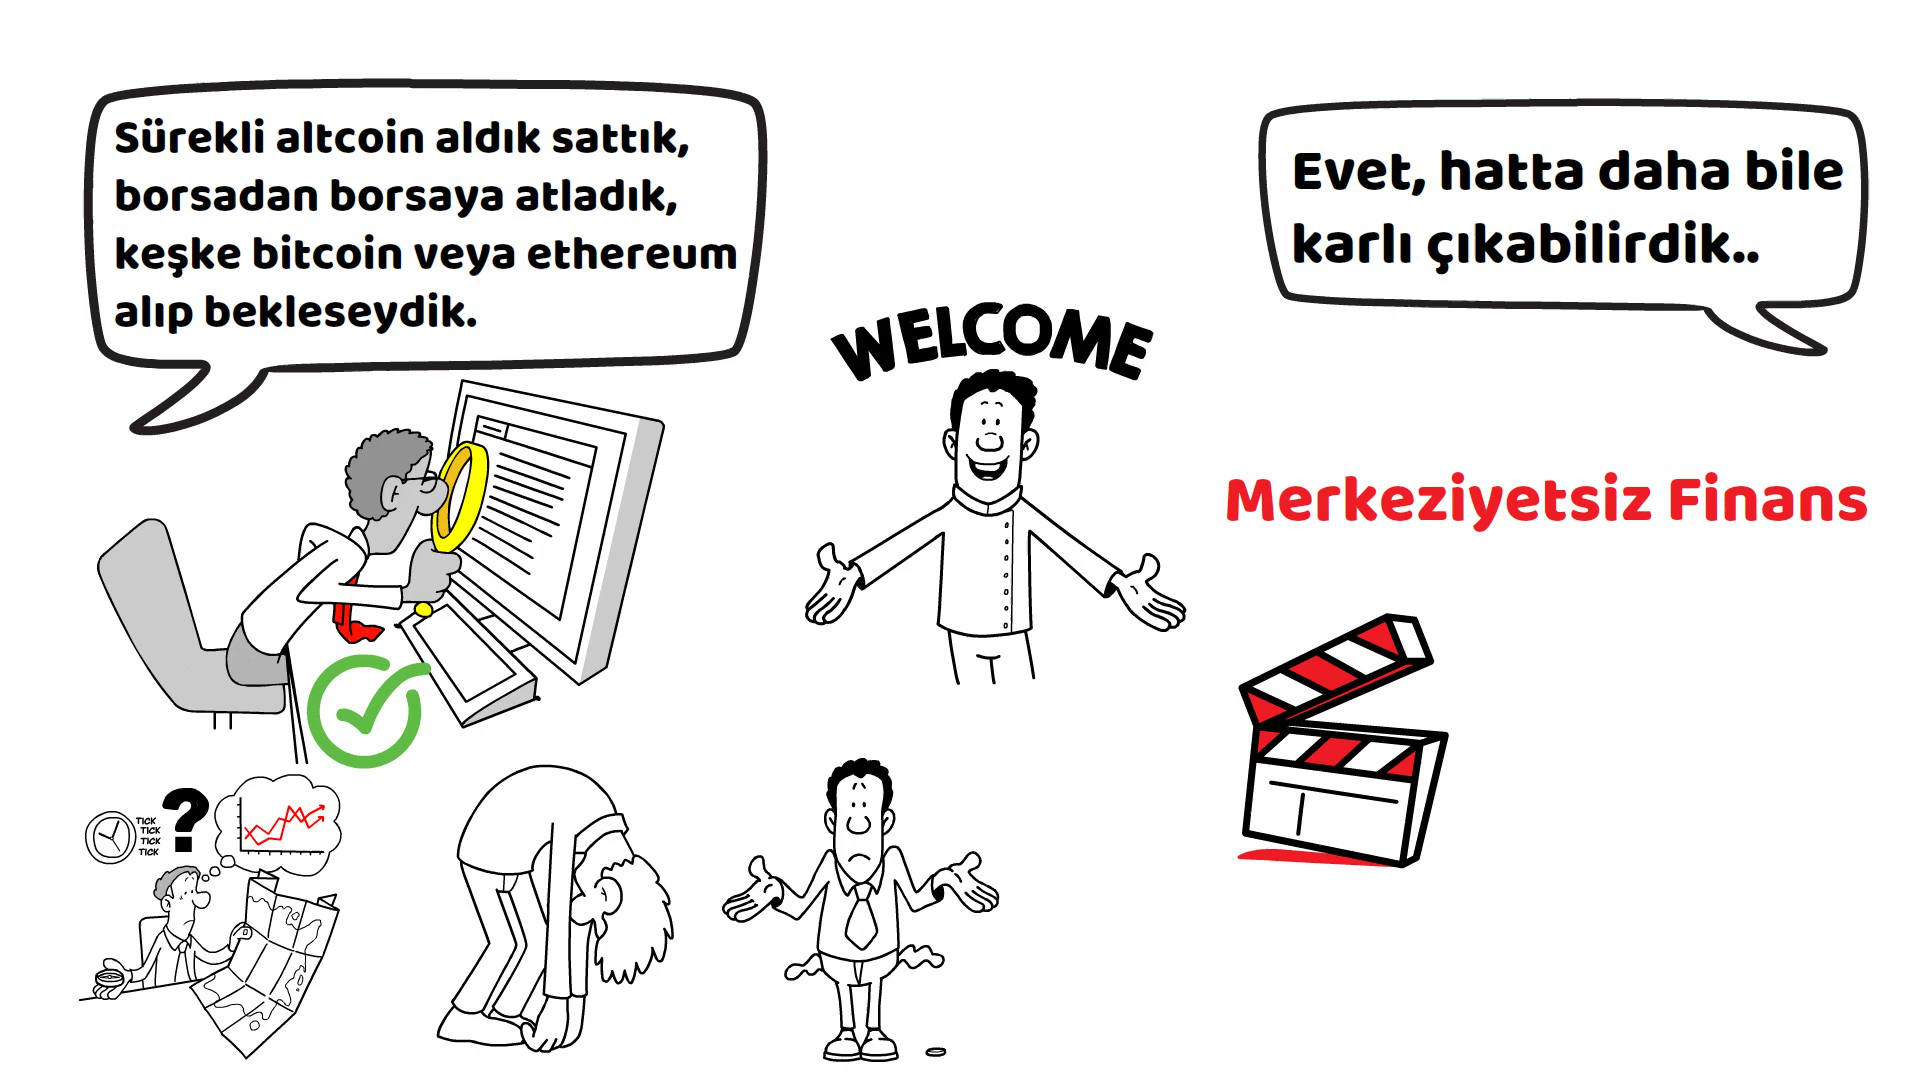 Sürekli altcoin aldık sattık,
borsadan borsaya atladık,
keşke bitcoin veya ethereum
alıp bekleseydik.
Evet, hatta daha bile
karlı çıkabilirdik..
WELCOME
Merkeziyetsiz Finans
TICK
TICK
TICK
TICK
?